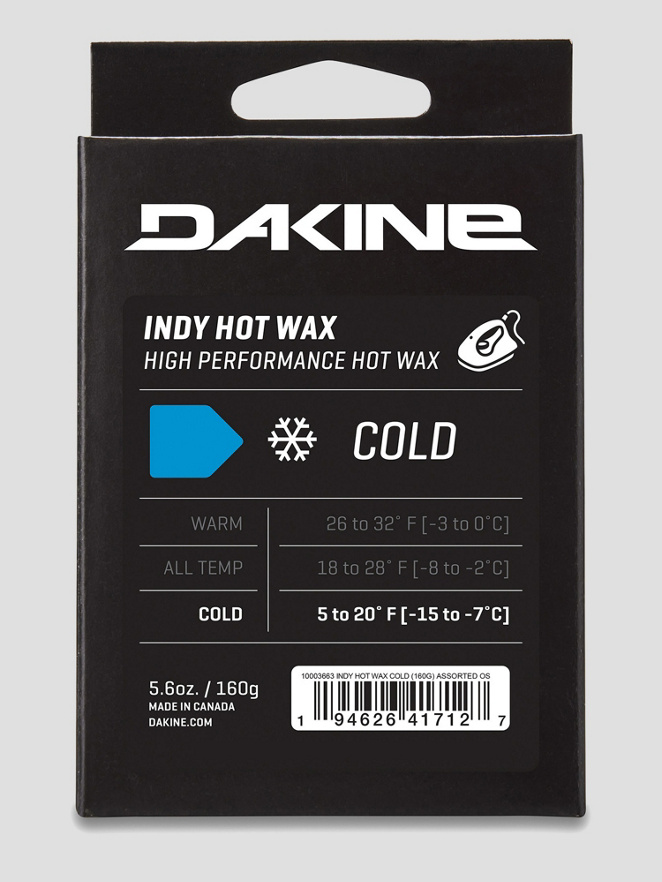 DAKINE
INDY HOT WAX
HIGH PERFORMANCE HOT WAX
COLD
WARM 26 to 32° F [-3 to 0°C]
ALL TEMP 18 to 28° F [-8 to -2°C]
COLD 5 to 20° F [-15 to -7°C]
5.6oz. / 160g
MADE IN CANADA
DAKINE.COM
10003663 INDY HOT WAX COLD (160G) ASSORTED OS
1 94626 41712 7